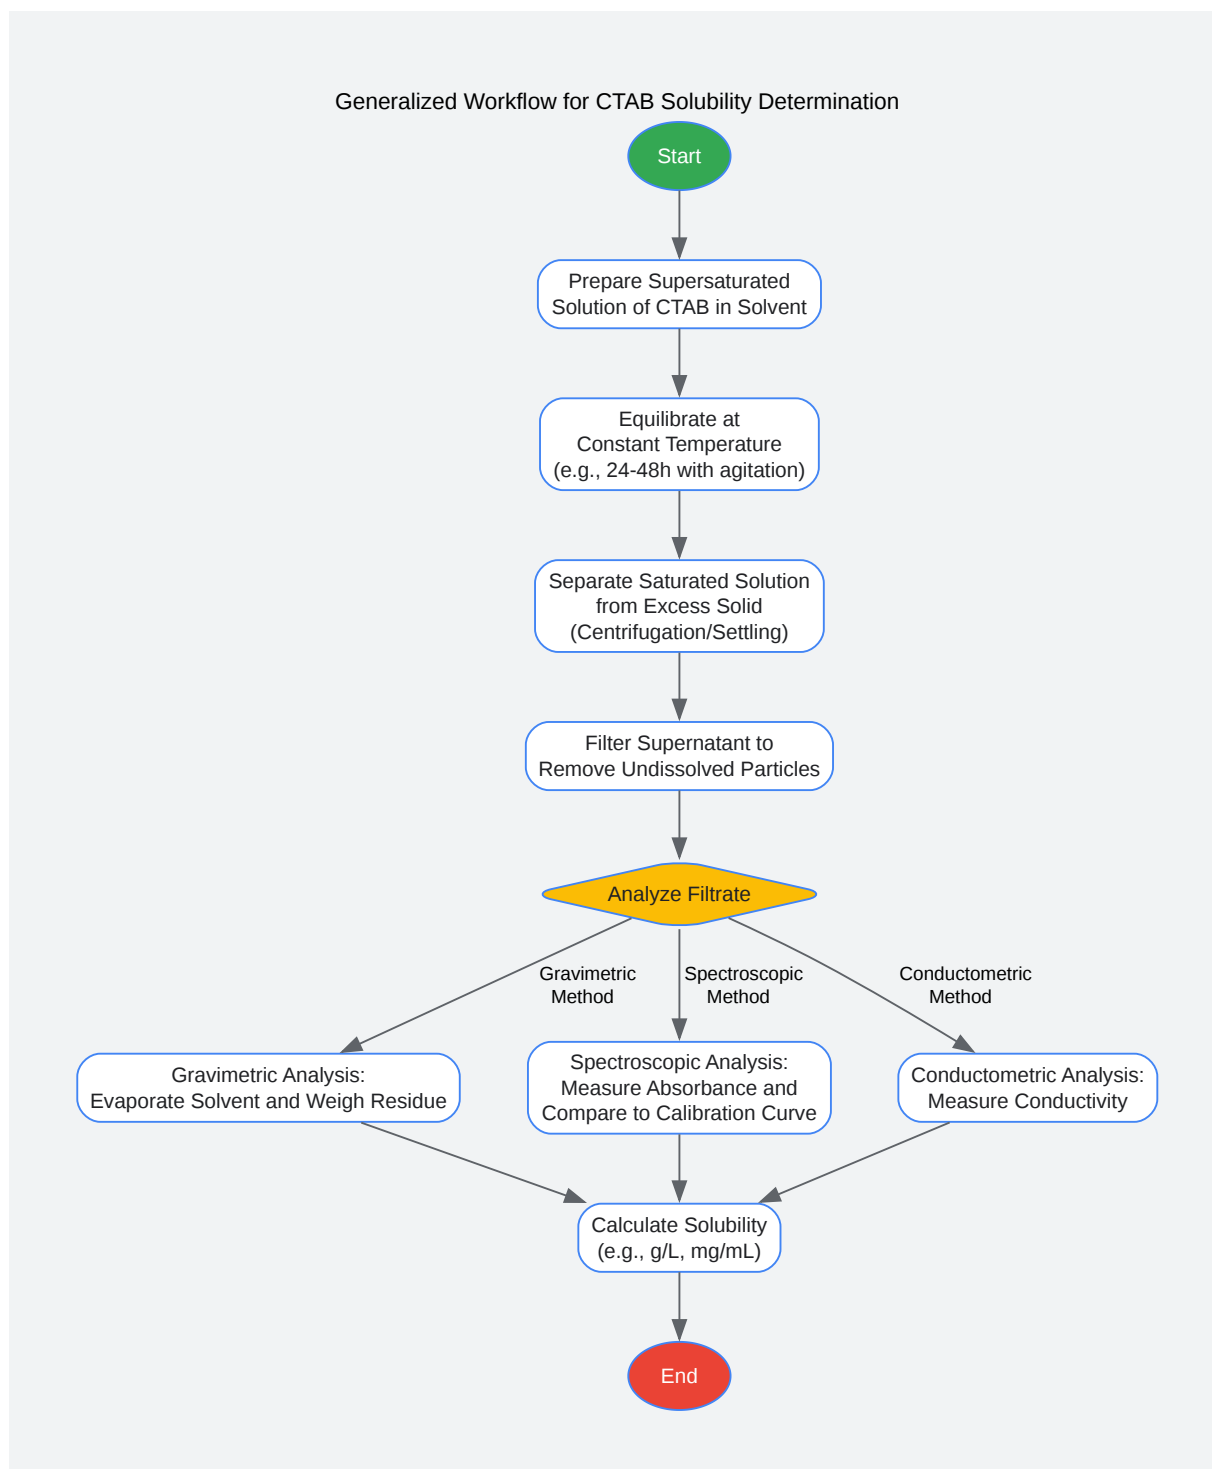 Generalized Workflow for CTAB Solubility Determination
Start
Prepare Supersaturated
Solution of CTAB in Solvent
Equilibrate at
Constant Temperature
(e.g., 24-48h with agitation)
Separate Saturated Solution
from Excess Solid
(Centrifugation/Settling)
Filter Supernatant to
Remove Undissolved Particles
Analyze Filtrate
Gravimetric
Method
Spectroscopic
Method
Conductometric
Method
Gravimetric Analysis:
Evaporate Solvent and Weigh Residue
Spectroscopic Analysis:
Measure Absorbance and
Compare to Calibration Curve
Conductometric Analysis:
Measure Conductivity
Calculate Solubility
(e.g., g/L, mg/mL)
End